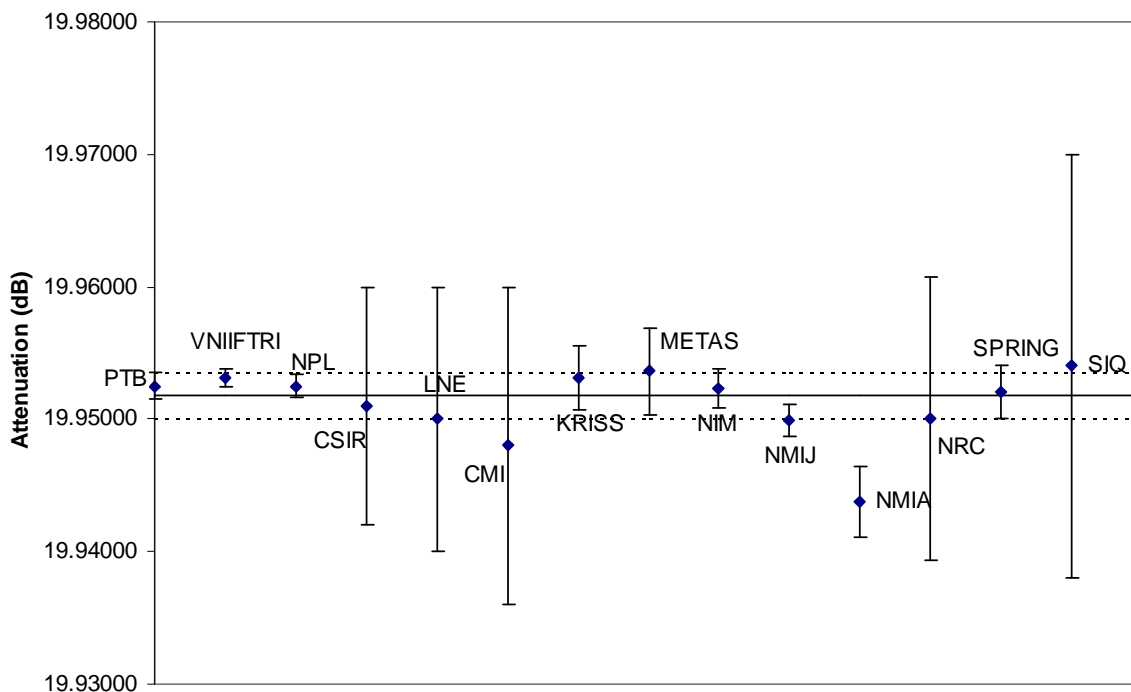 19.98000
19.97000
19.96000
19.95000
19.94000
19.93000
Attenuation (dB)
PTB
VNIIFTRI
NPL
CSIR
LNE
CMI
KRISS
METAS
NIM
NMIJ
NMIA
NRC
SPRING
SIQ